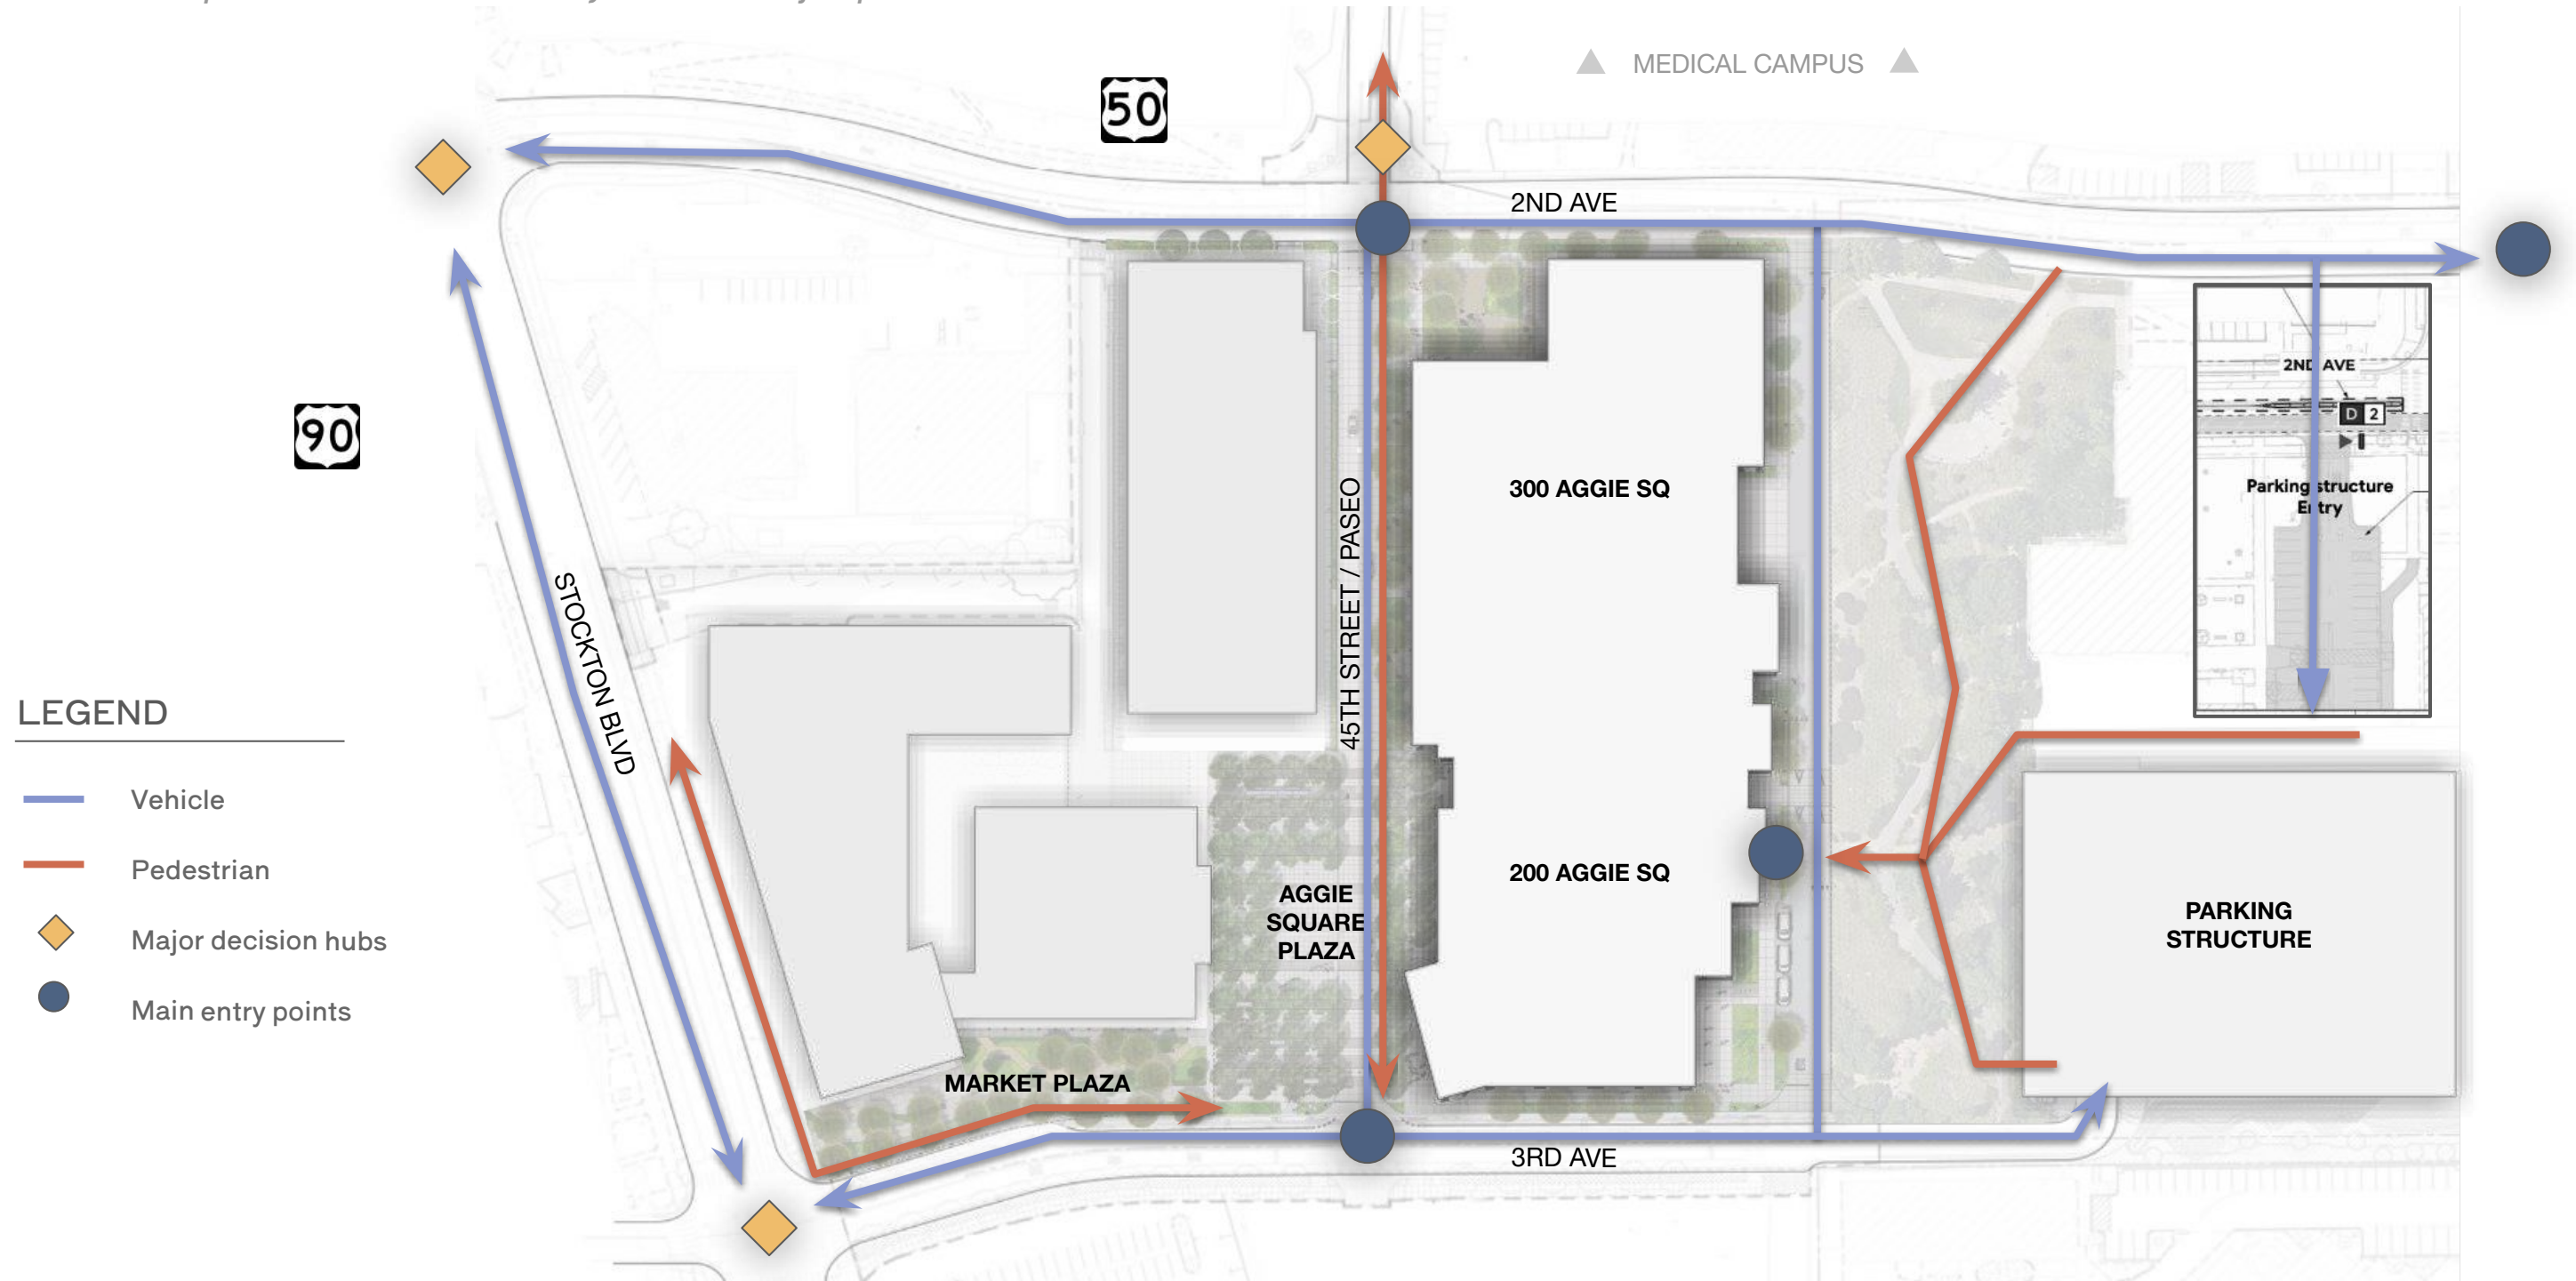 MEDICAL CAMPUS
50
2ND AVE
90
2ND AVE
D 2
Parking structure
Entry
300 AGGIE SQ
45TH STREET / PASEO
STOCKTON BLVD
LEGEND
Vehicle
Pedestrian
Major decision hubs
Main entry points
200 AGGIE SQ
AGGIE
SQUARE
PLAZA
PARKING
STRUCTURE
MARKET PLAZA
3RD AVE